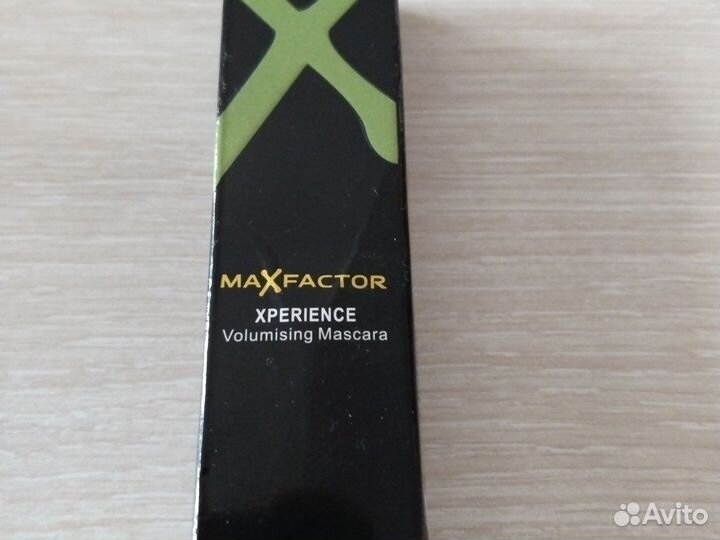 MAXFACTOR
XPERIENCE
Volumising Mascara
Avito